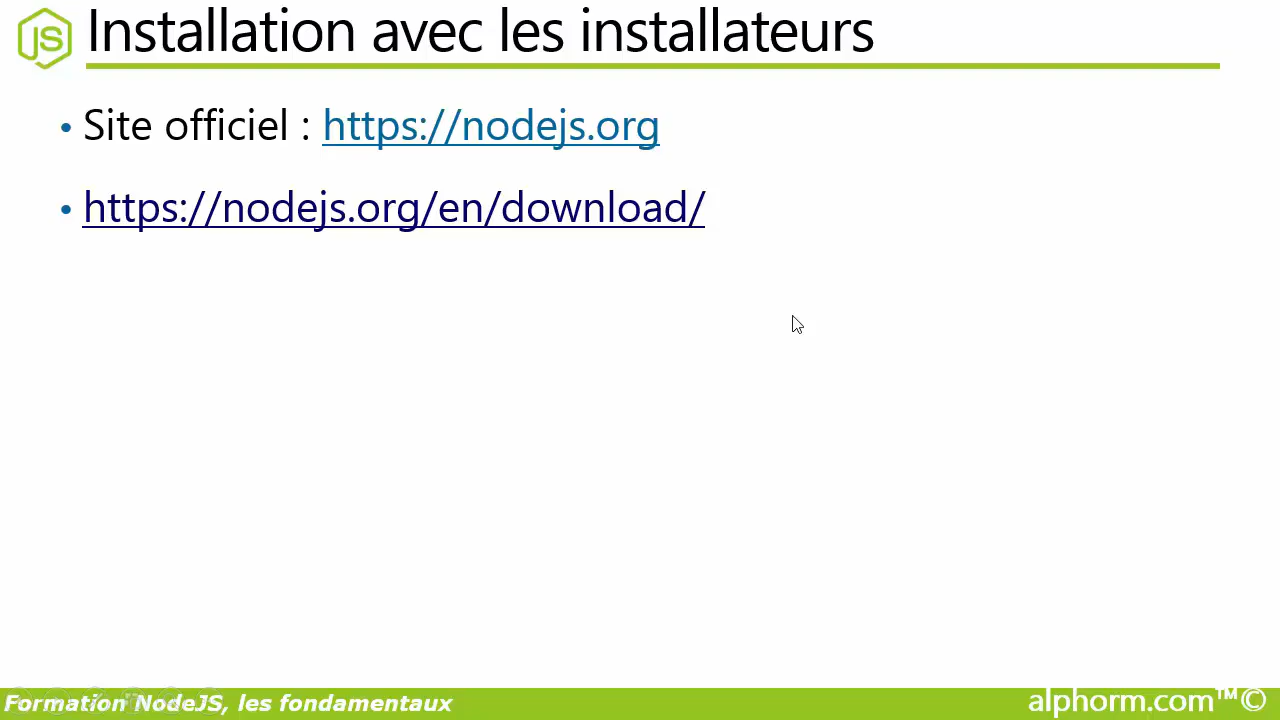 JS
Installation avec les installateurs
• Site officiel : https://nodejs.org
• https://nodejs.org/en/download/
Formation NodeJS, les fondamentaux
alphorm.com™©